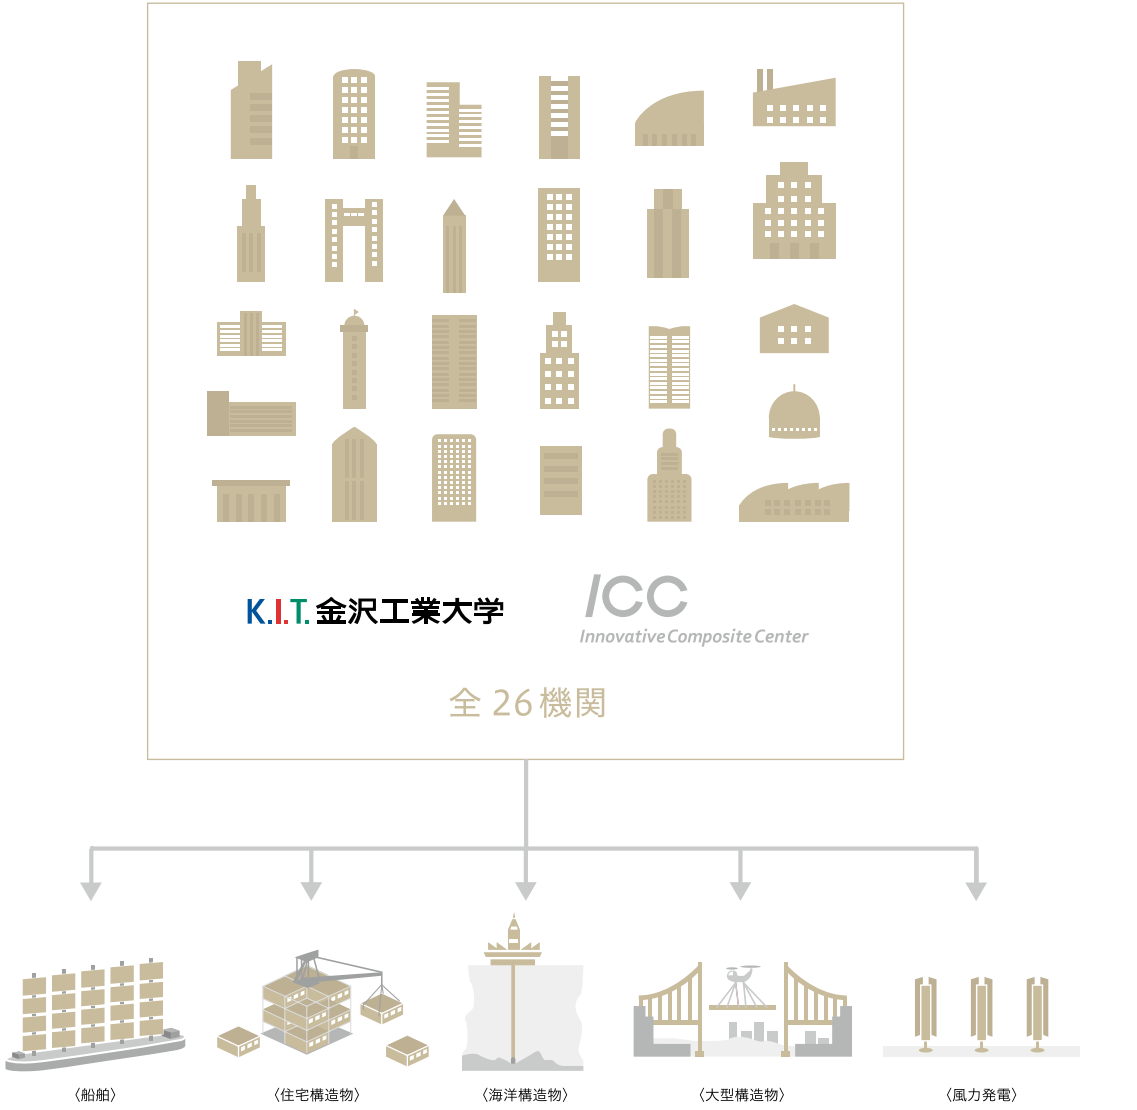 K.I.T. 金沢工業大学
ICC
Innovative Composite Center
全 26 機関
〈船舶〉
〈住宅構造物〉
〈海洋構造物〉
〈大型構造物〉
〈風力発電〉